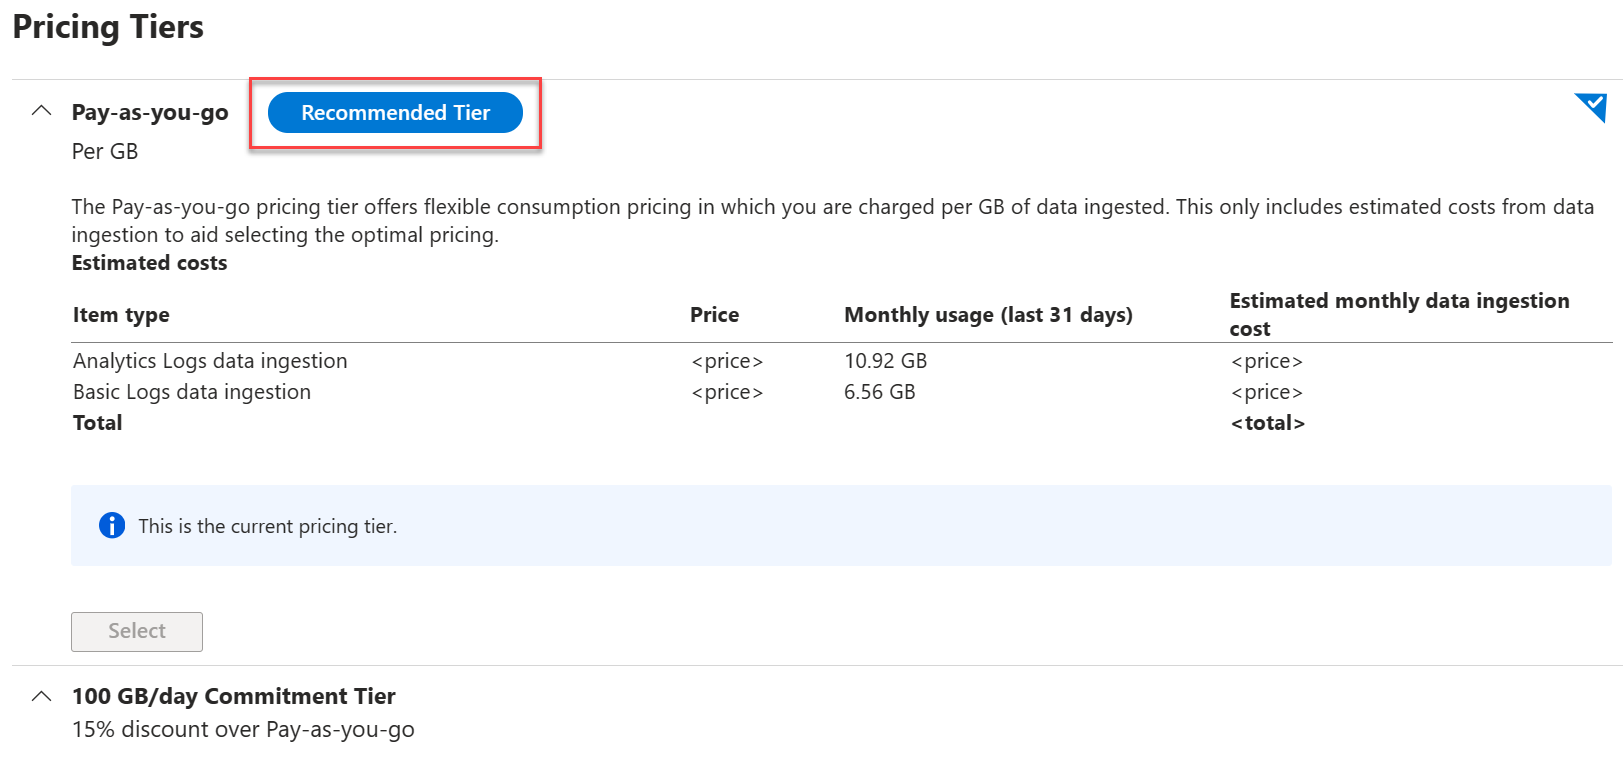 Pricing Tiers
Pay-as-you-go
Recommended Tier
Per GB
The Pay-as-you-go pricing tier offers flexible consumption pricing in which you are charged per GB of data ingested. This only includes estimated costs from data
ingestion to aid selecting the optimal pricing.
Estimated costs
Item type Price Monthly usage (last 31 days) Estimated monthly data ingestion
cost
Analytics Logs data ingestion <price> 10.92 GB <price>
Basic Logs data ingestion <price> 6.56 GB <price>
Total <total>
This is the current pricing tier.
Select
100 GB/day Commitment Tier
15% discount over Pay-as-you-go